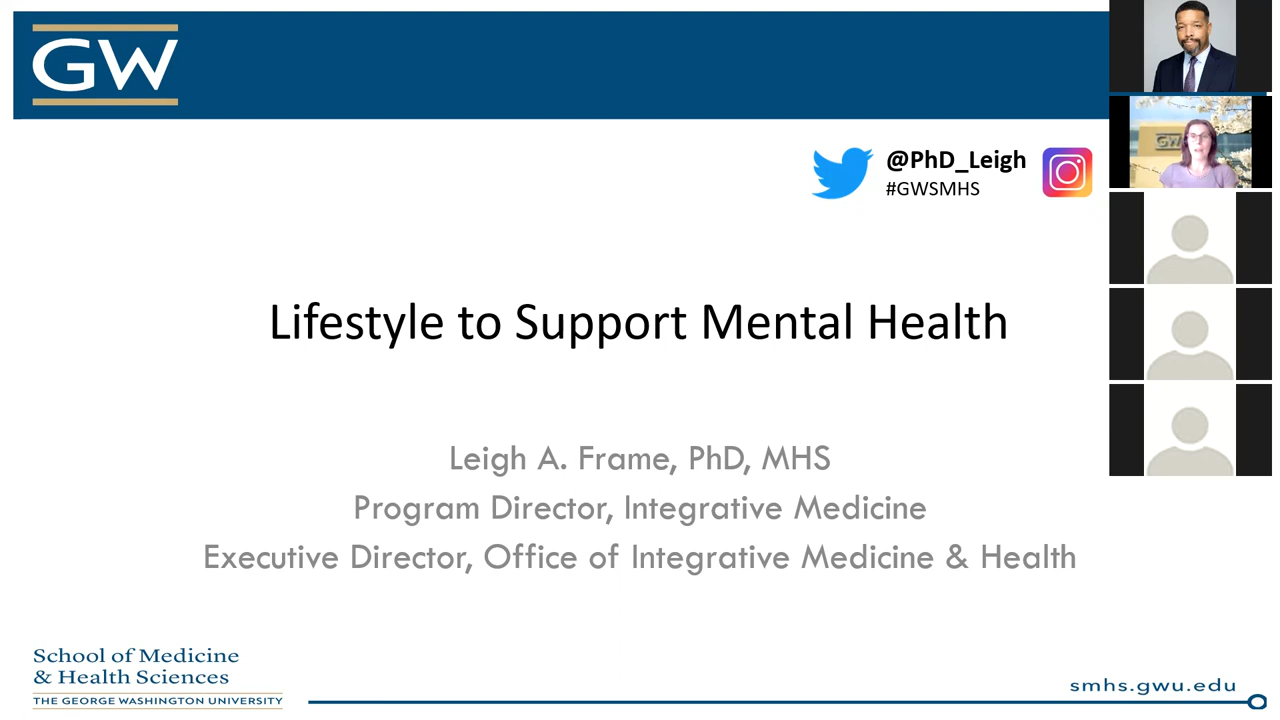 GW
@PhD_Leigh
#GWSMHS
GW
Lifestyle to Support Mental Health
Leigh A. Frame, PhD, MHS
Program Director, Integrative Medicine
Executive Director, Office of Integrative Medicine & Health
School of Medicine
& Health Sciences
THE GEORGE WASHINGTON UNIVERSITY
smhs.gwu.edu